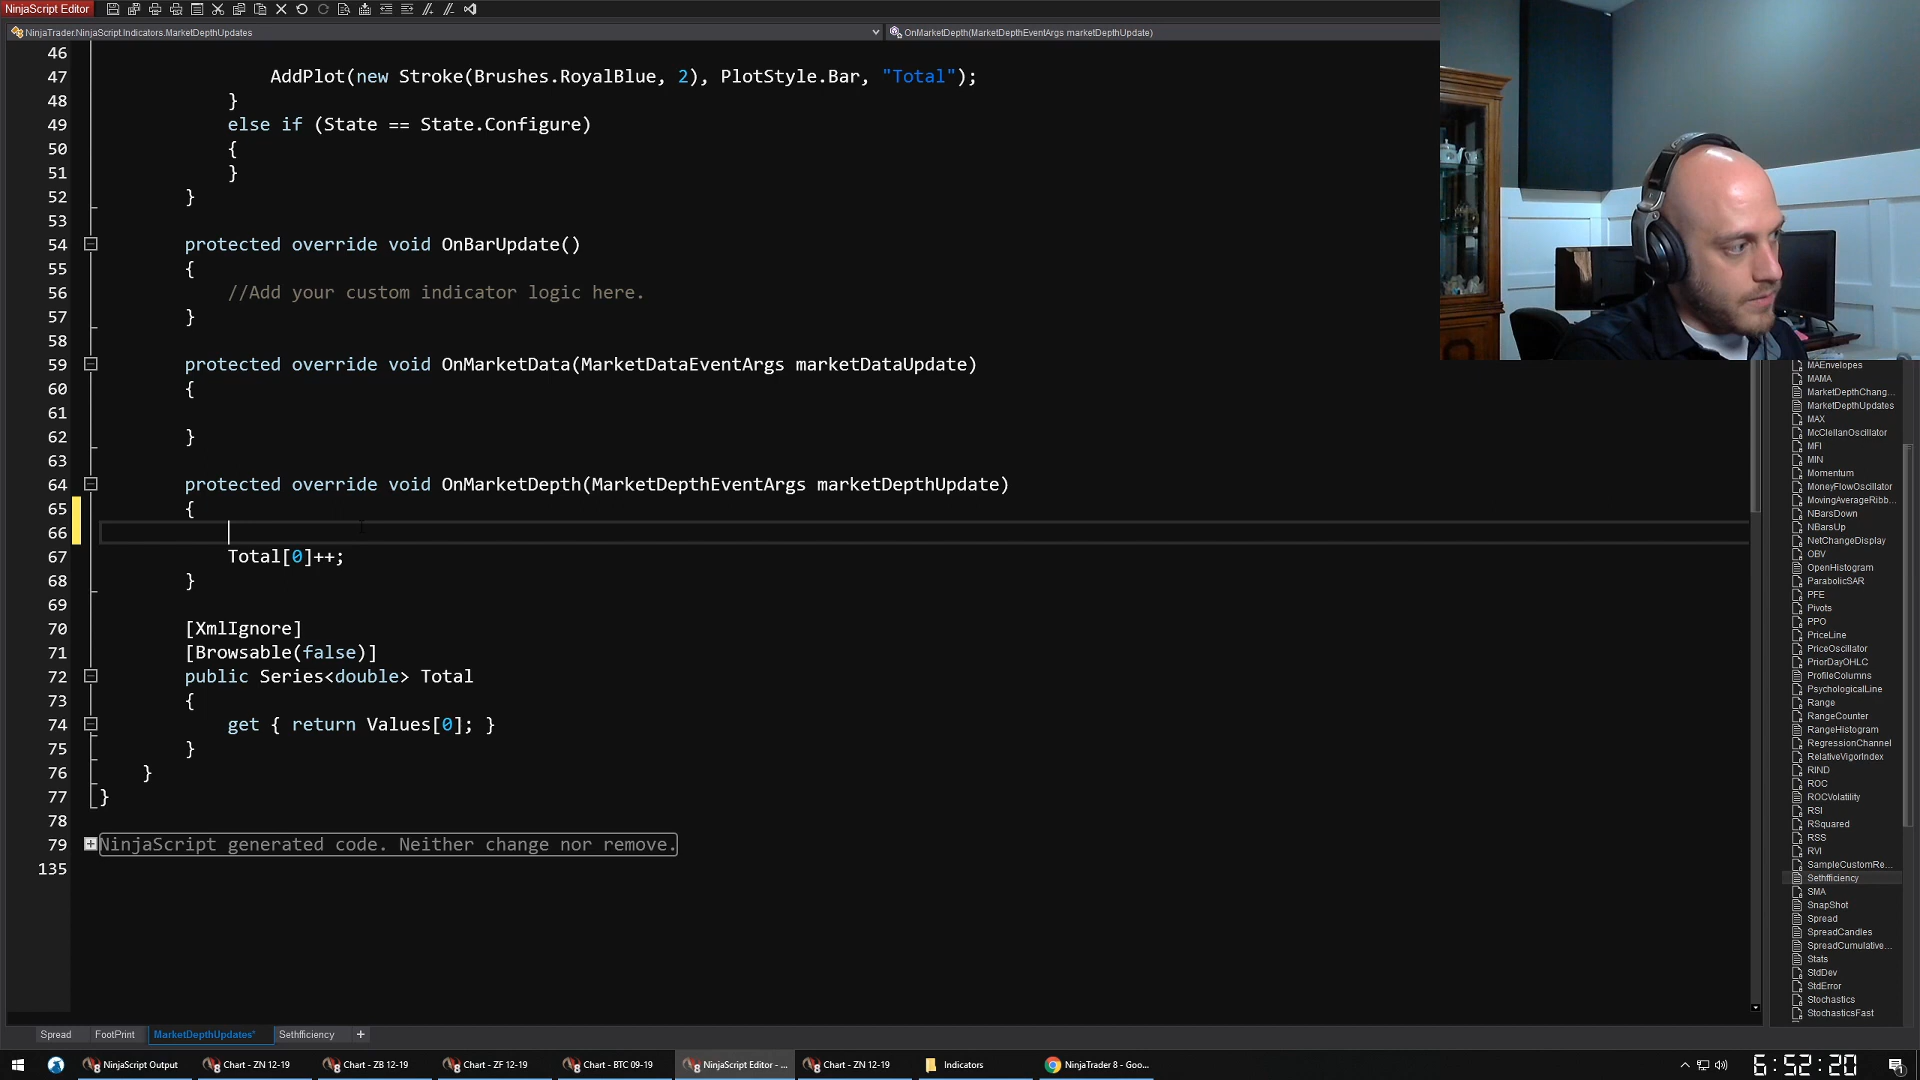 NinjaScript Editor
NinjaTrader.NinjaScript.Indicators.MarketDepthUpdates
OnMarketDepth(MarketDepthEventArgs marketDepthUpdate)
46
47 AddPlot(new Stroke(Brushes.RoyalBlue, 2), PlotStyle.Bar, "Total");
48 }
49 else if (State == State.Configure)
50 {
51 }
52 }
53
54 protected override void OnBarUpdate()
55 {
56 //Add your custom indicator logic here.
57 }
58
59 protected override void OnMarketData(MarketDataEventArgs marketDataUpdate)
60 {
61
62 }
63
64 protected override void OnMarketDepth(MarketDepthEventArgs marketDepthUpdate)
65 {
66
67 Total[0]++;
68 }
69
70 [XmlIgnore]
71 [Browsable(false)]
72 public Series<double> Total
73 {
74 get { return Values[0]; }
75 }
76 }
77 }
78
79 NinjaScript generated code. Neither change nor remove.
135
MAEnvelopes
MAMA
MarketDepthChang...
MarketDepthUpdates
MAX
McClellanOscillator
MFI
MIN
Momentum
MoneyFlowOscillator
MovingAverageRibb...
NBarsDown
NBarsUp
NetChangeDisplay
OBV
OpenHistogram
ParabolicSAR
PFE
Pivots
PPO
PriceLine
PriceOscillator
PriorDayOHLC
ProfileColumns
PsychologicalLine
Range
RangeCounter
RangeHistogram
RegressionChannel
RelativeVigorIndex
RIND
ROC
ROCVolatility
RSI
RSquared
RSS
RVI
SampleCustomRe...
Sethfficiency
SMA
SnapShot
Spread
SpreadCandles
SpreadCumulative...
Stats
StdDev
StdError
Stochastics
StochasticsFast
Spread FootPrint MarketDepthUpdates* Sethfficiency +
NinjaScript Output Chart - ZN 12-19 Chart - ZB 12-19 Chart - ZF 12-19 Chart - BTC 09-19 NinjaScript Editor - ... Chart - ZN 12-19 Indicators NinjaTrader 8 - Goo... 6:52:20